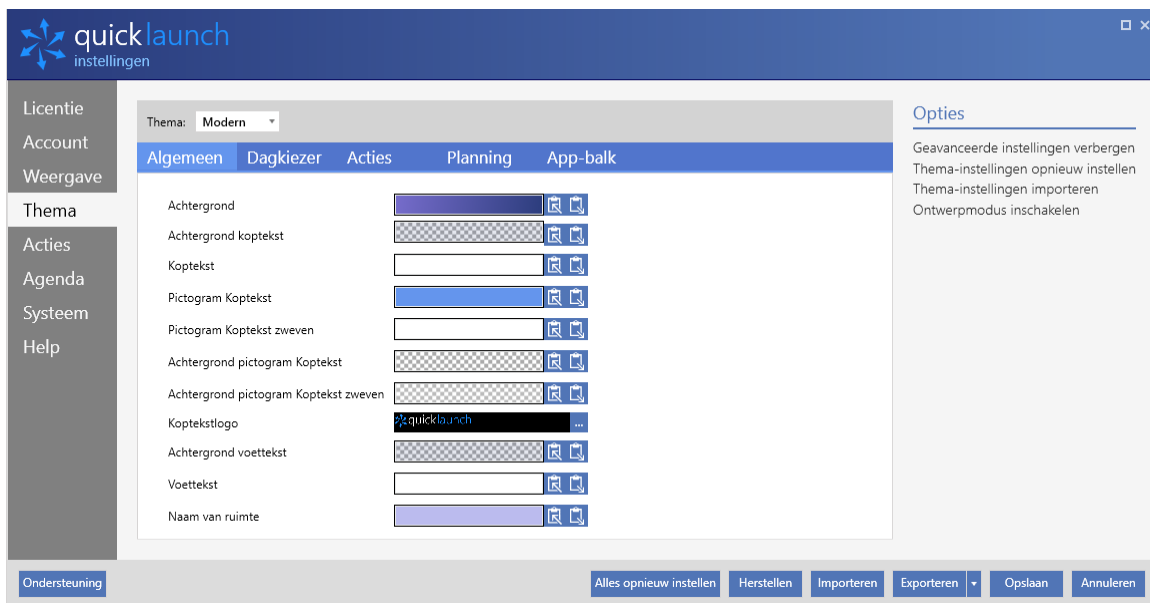 quicklaunch
instellingen
Licentie
Account
Weergave
Thema
Acties
Agenda
Systeem
Help
Thema: Modern
Algemeen Dagkiezer Acties Planning App-balk
Achtergrond
Achtergrond koptekst
Koptekst
Pictogram Koptekst
Pictogram Koptekst zweven
Achtergrond pictogram Koptekst
Achtergrond pictogram Koptekst zweven
Koptekstlogo quicklaunch ...
Achtergrond voettekst
Voettekst
Naam van ruimte
Opties
Geavanceerde instellingen verbergen
Thema-instellingen opnieuw instellen
Thema-instellingen importeren
Ontwerpmodus inschakelen
Ondersteuning Alles opnieuw instellen Herstellen Importeren Exporteren Opslaan Annuleren